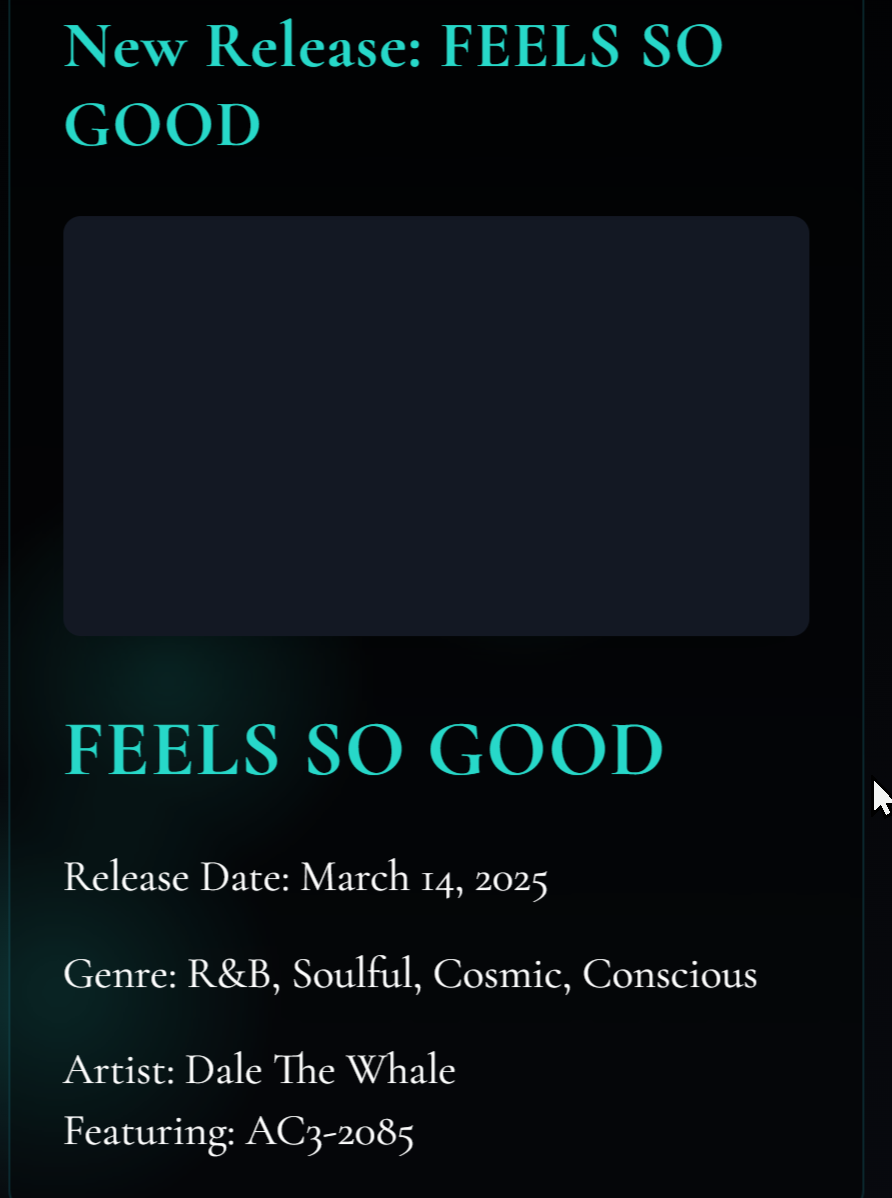 New Release: FEELS SO
GOOD
FEELS SO GOOD
Release Date: March 14, 2025
Genre: R&B, Soulful, Cosmic, Conscious
Artist: Dale The Whale
Featuring: AC3-2085